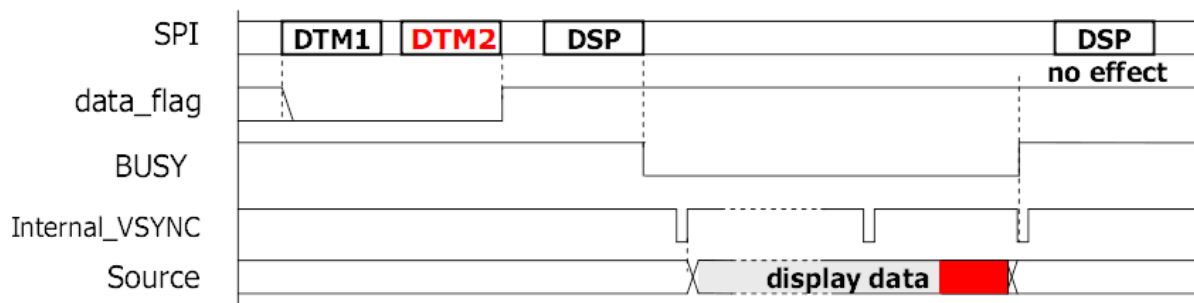 SPI DTM1 DTM2 DSP DSP
no effect
data_flag
BUSY
Internal_VSYNC
Source display data